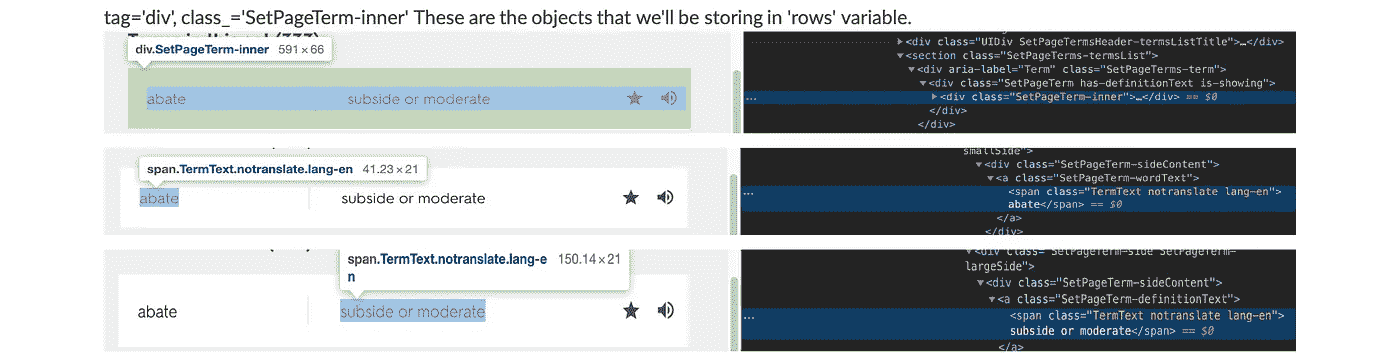 tag='div', class_='SetPageTerm-inner' These are the objects that we'll be storing in 'rows' variable.
div.SetPageTerm-inner 591 × 66
abate subside or moderate
▶<div class="UIDiv SetPageTermsHeader-termsListTitle">…</div>
▼<section class="SetPageTerms-termsList">
▼<div aria-label="Term" class="SetPageTerms-term">
▼<div class="SetPageTerm has-definitionText is-showing">
… ▶<div class="SetPageTerm-inner">…</div> == $0
</div>
</div>
span.TermText.notranslate.lang-en 41.23 × 21
abate subside or moderate
smallSide">
▼<div class="SetPageTerm-sideContent">
▼<a class="SetPageTerm-wordText">
… <span class="TermText notranslate lang-en">
abate</span> == $0
</a>
</div>
span.TermText.notranslate.lang-e 150.14 × 21
n
abate subside or moderate
▼<div class="SetPageTerm-side SetPageTerm-
largeSide">
▼<div class="SetPageTerm-sideContent">
▼<a class="SetPageTerm-definitionText">
… <span class="TermText notranslate lang-en">
subside or moderate</span> == $0
</a>